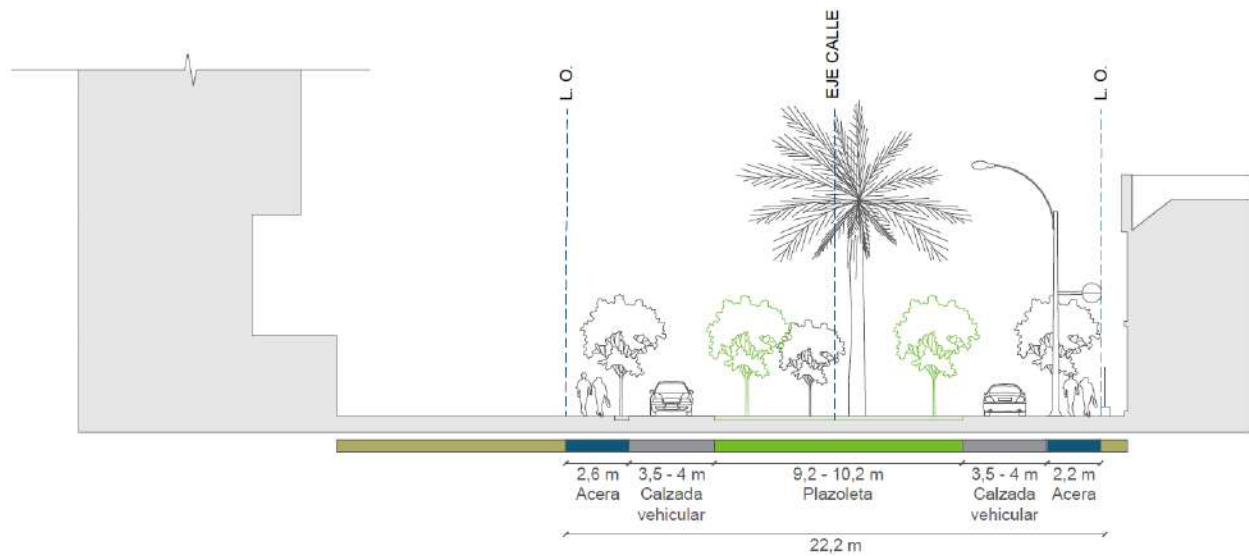 L. O.
EJE CALLE
L. O.
2,6 m
Acera
3,5 - 4 m
Calzada
vehicular
9,2 - 10,2 m
Plazoleta
3,5 - 4 m
Calzada
vehicular
2,2 m
Acera
22,2 m